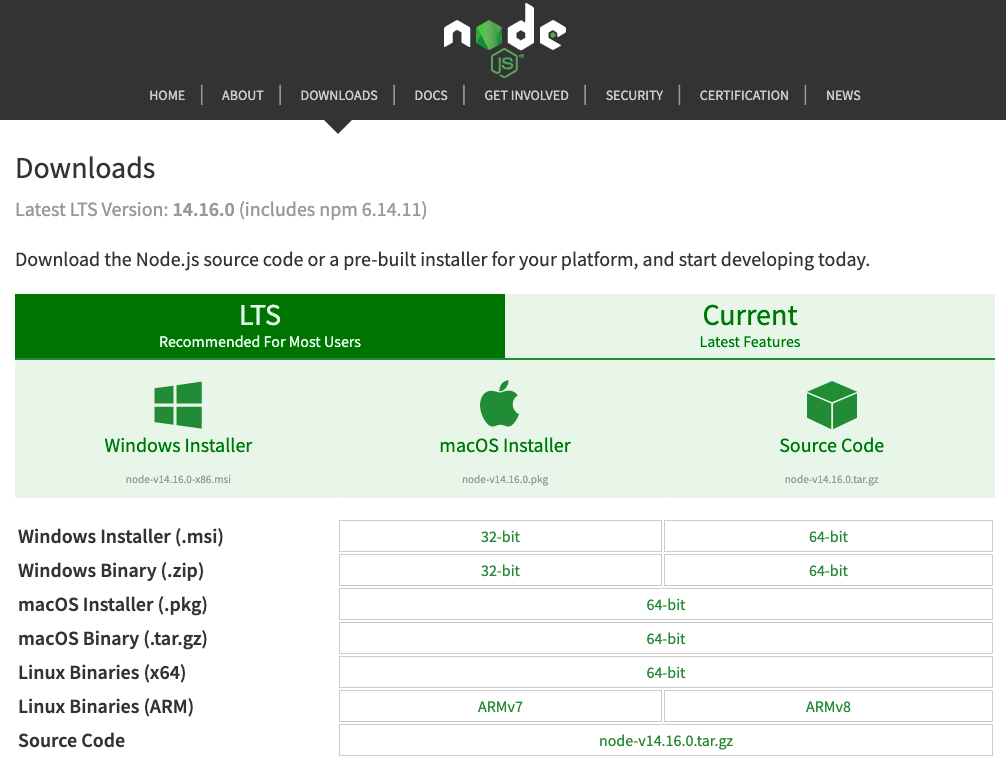 node
JS
HOME
ABOUT
DOWNLOADS
DOCS
GET INVOLVED
SECURITY
CERTIFICATION
NEWS
Downloads
Latest LTS Version: 14.16.0 (includes npm 6.14.11)
Download the Node.js source code or a pre-built installer for your platform, and start developing today.
LTS
Recommended For Most Users
Current
Latest Features
Windows Installer
node-v14.16.0-x86.msi
macOS Installer
node-v14.16.0.pkg
Source Code
node-v14.16.0.tar.gz
Windows Installer (.msi) 32-bit 64-bit
Windows Binary (.zip) 32-bit 64-bit
macOS Installer (.pkg) 64-bit
macOS Binary (.tar.gz) 64-bit
Linux Binaries (x64) 64-bit
Linux Binaries (ARM) ARMv7 ARMv8
Source Code node-v14.16.0.tar.gz